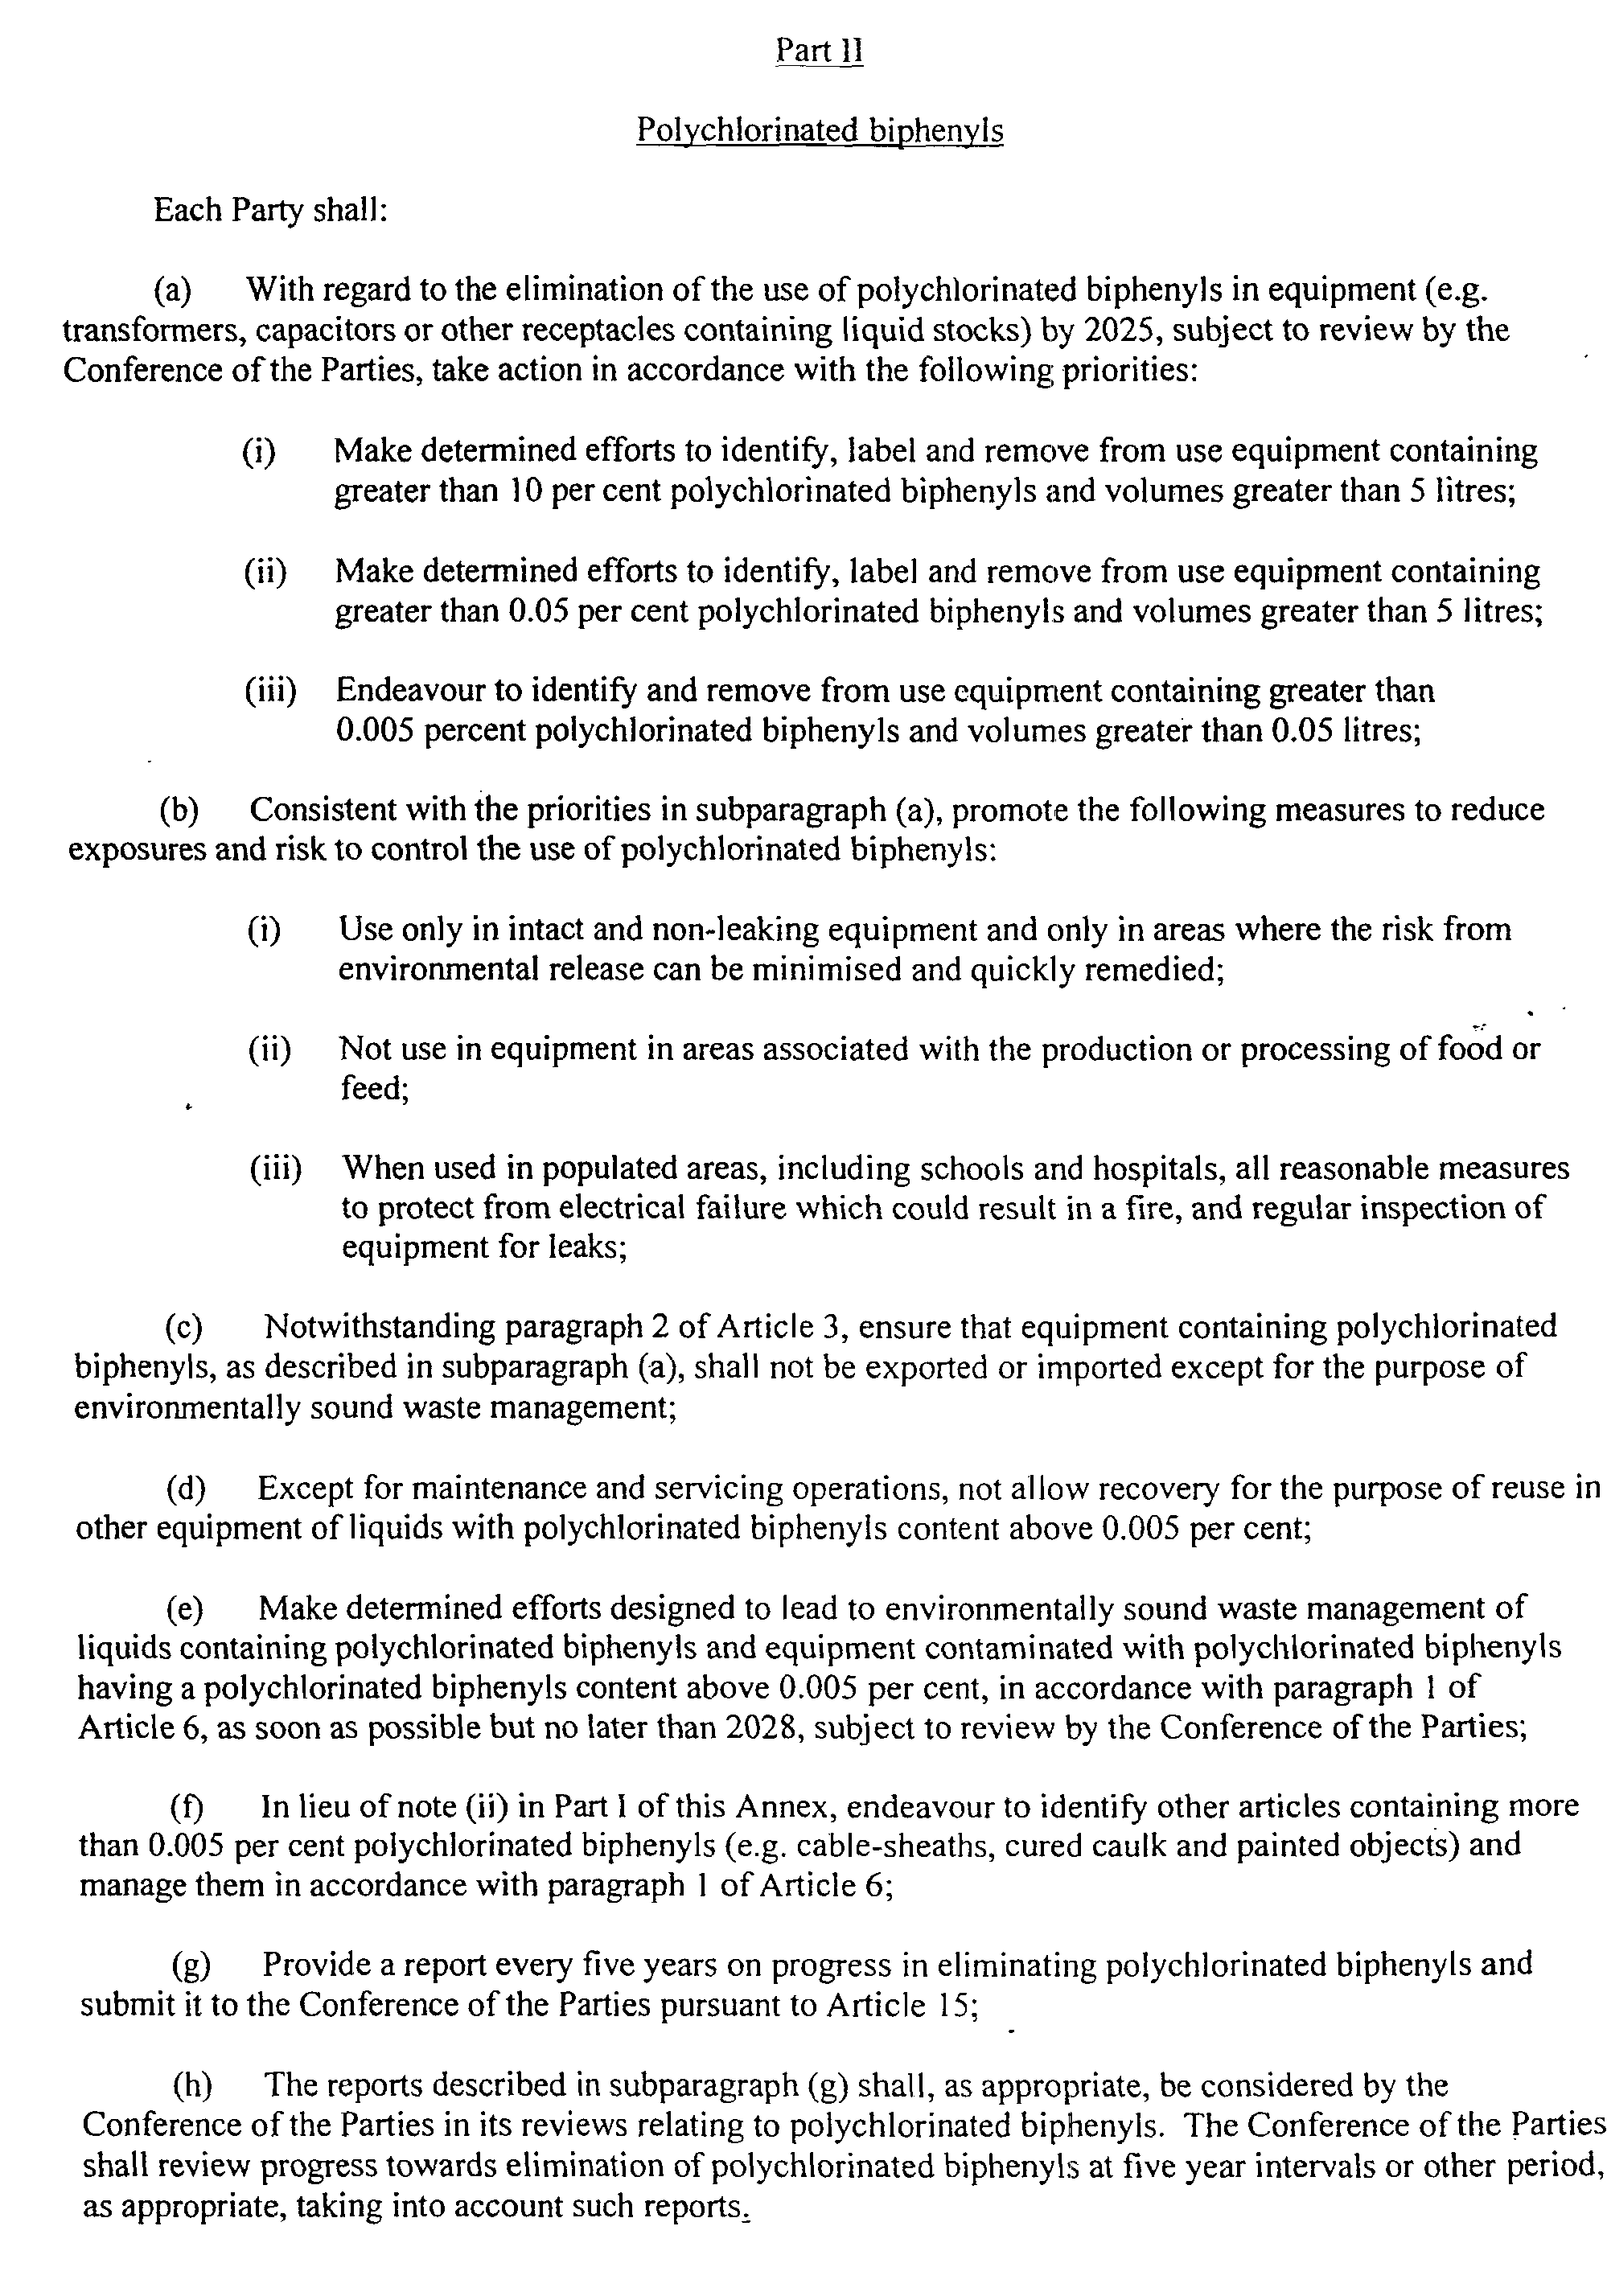 Part II
Polychlorinated biphenyls
Each Party shall:
(a) With regard to the elimination of the use of polychlorinated biphenyls in equipment (e.g.
transformers, capacitors or other receptacles containing liquid stocks) by 2025, subject to review by the
Conference of the Parties, take action in accordance with the following priorities:
(i) Make determined efforts to identify, label and remove from use equipment containing
greater than 10 per cent polychlorinated biphenyls and volumes greater than 5 litres;
(ii) Make determined efforts to identify, label and remove from use equipment containing
greater than 0.05 per cent polychlorinated biphenyls and volumes greater than 5 litres;
(iii) Endeavour to identify and remove from use equipment containing greater than
0.005 percent polychlorinated biphenyls and volumes greater than 0.05 litres;
(b) Consistent with the priorities in subparagraph (a), promote the following measures to reduce
exposures and risk to control the use of polychlorinated biphenyls:
(i) Use only in intact and non-leaking equipment and only in areas where the risk from
environmental release can be minimised and quickly remedied;
(ii) Not use in equipment in areas associated with the production or processing of food or
feed;
(iii) When used in populated areas, including schools and hospitals, all reasonable measures
to protect from electrical failure which could result in a fire, and regular inspection of
equipment for leaks;
(c) Notwithstanding paragraph 2 of Article 3, ensure that equipment containing polychlorinated
biphenyls, as described in subparagraph (a), shall not be exported or imported except for the purpose of
environmentally sound waste management;
(d) Except for maintenance and servicing operations, not allow recovery for the purpose of reuse in
other equipment of liquids with polychlorinated biphenyls content above 0.005 per cent;
(e) Make determined efforts designed to lead to environmentally sound waste management of
liquids containing polychlorinated biphenyls and equipment contaminated with polychlorinated biphenyls
having a polychlorinated biphenyls content above 0.005 per cent, in accordance with paragraph 1 of
Article 6, as soon as possible but no later than 2028, subject to review by the Conference of the Parties;
(f) In lieu of note (ii) in Part I of this Annex, endeavour to identify other articles containing more
than 0.005 per cent polychlorinated biphenyls (e.g. cable-sheaths, cured caulk and painted objects) and
manage them in accordance with paragraph 1 of Article 6;
(g) Provide a report every five years on progress in eliminating polychlorinated biphenyls and
submit it to the Conference of the Parties pursuant to Article 15;
(h) The reports described in subparagraph (g) shall, as appropriate, be considered by the
Conference of the Parties in its reviews relating to polychlorinated biphenyls. The Conference of the Parties
shall review progress towards elimination of polychlorinated biphenyls at five year intervals or other period,
as appropriate, taking into account such reports.